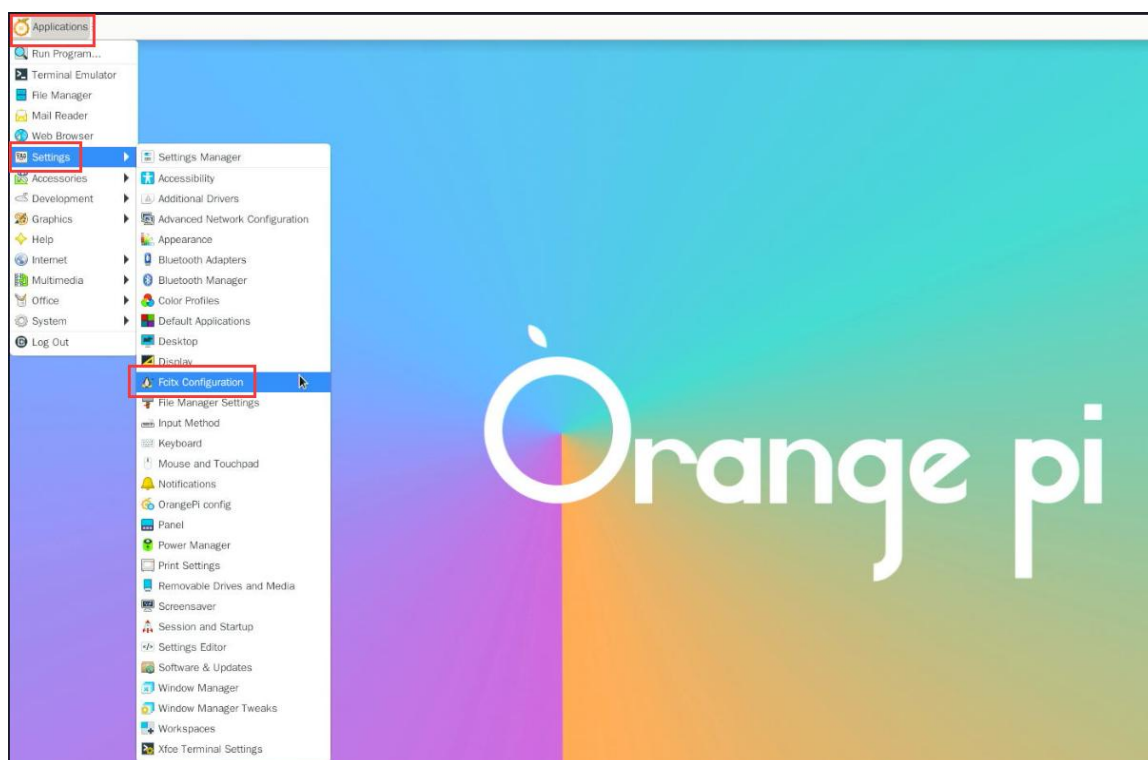 Applications
Run Program...
Terminal Emulator
File Manager
Mail Reader
Web Browser
Settings
Accessories
Development
Graphics
Help
Internet
Multimedia
Office
System
Log Out
Settings Manager
Accessibility
Additional Drivers
Advanced Network Configuration
Appearance
Bluetooth Adapters
Bluetooth Manager
Color Profiles
Default Applications
Desktop
Display
Fcitx Configuration
File Manager Settings
Input Method
Keyboard
Mouse and Touchpad
Notifications
OrangePi config
Panel
Power Manager
Print Settings
Removable Drives and Media
Screensaver
Session and Startup
Settings Editor
Software & Updates
Window Manager
Window Manager Tweaks
Workspaces
Xfce Terminal Settings
Orange pi